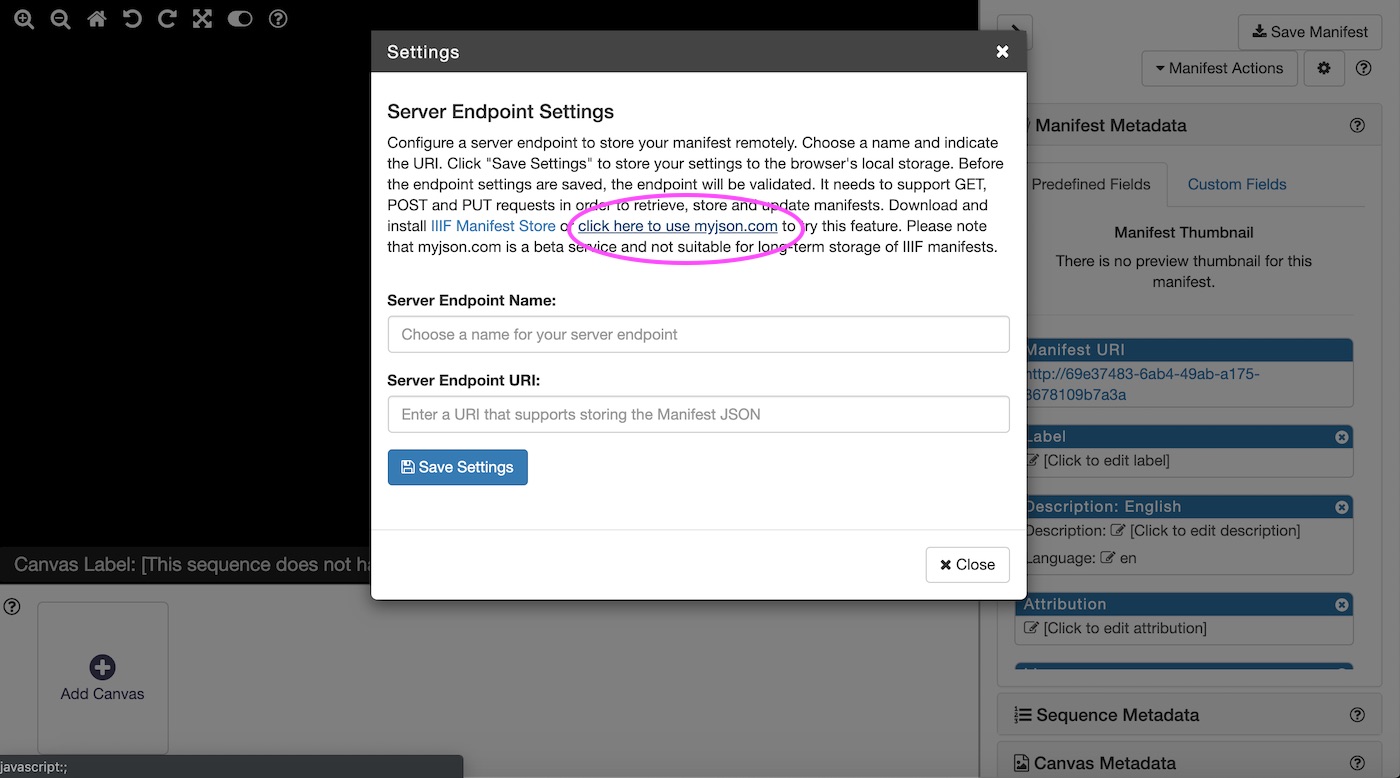 Settings
Server Endpoint Settings
Configure a server endpoint to store your manifest remotely. Choose a name and indicate
the URI. Click "Save Settings" to store your settings to the browser's local storage. Before
the endpoint settings are saved, the endpoint will be validated. It needs to support GET,
POST and PUT requests in order to retrieve, store and update manifests. Download and
install IIIF Manifest Store or click here to use myjson.com to try this feature. Please note
that myjson.com is a beta service and not suitable for long-term storage of IIIF manifests.
Server Endpoint Name:
Choose a name for your server endpoint
Server Endpoint URI:
Enter a URI that supports storing the Manifest JSON
Save Settings
Close
Canvas Label: [This sequence does not ha
Add Canvas
javascript:;
Save Manifest
Manifest Actions
Manifest Metadata
Predefined Fields
Custom Fields
Manifest Thumbnail
There is no preview thumbnail for this
manifest.
Manifest URI
http://69e37483-6ab4-49ab-a175-
3678109b7a3a
Label
[Click to edit label]
Description: English
Description: [Click to edit description]
Language: en
Attribution
[Click to edit attribution]
Sequence Metadata
Canvas Metadata